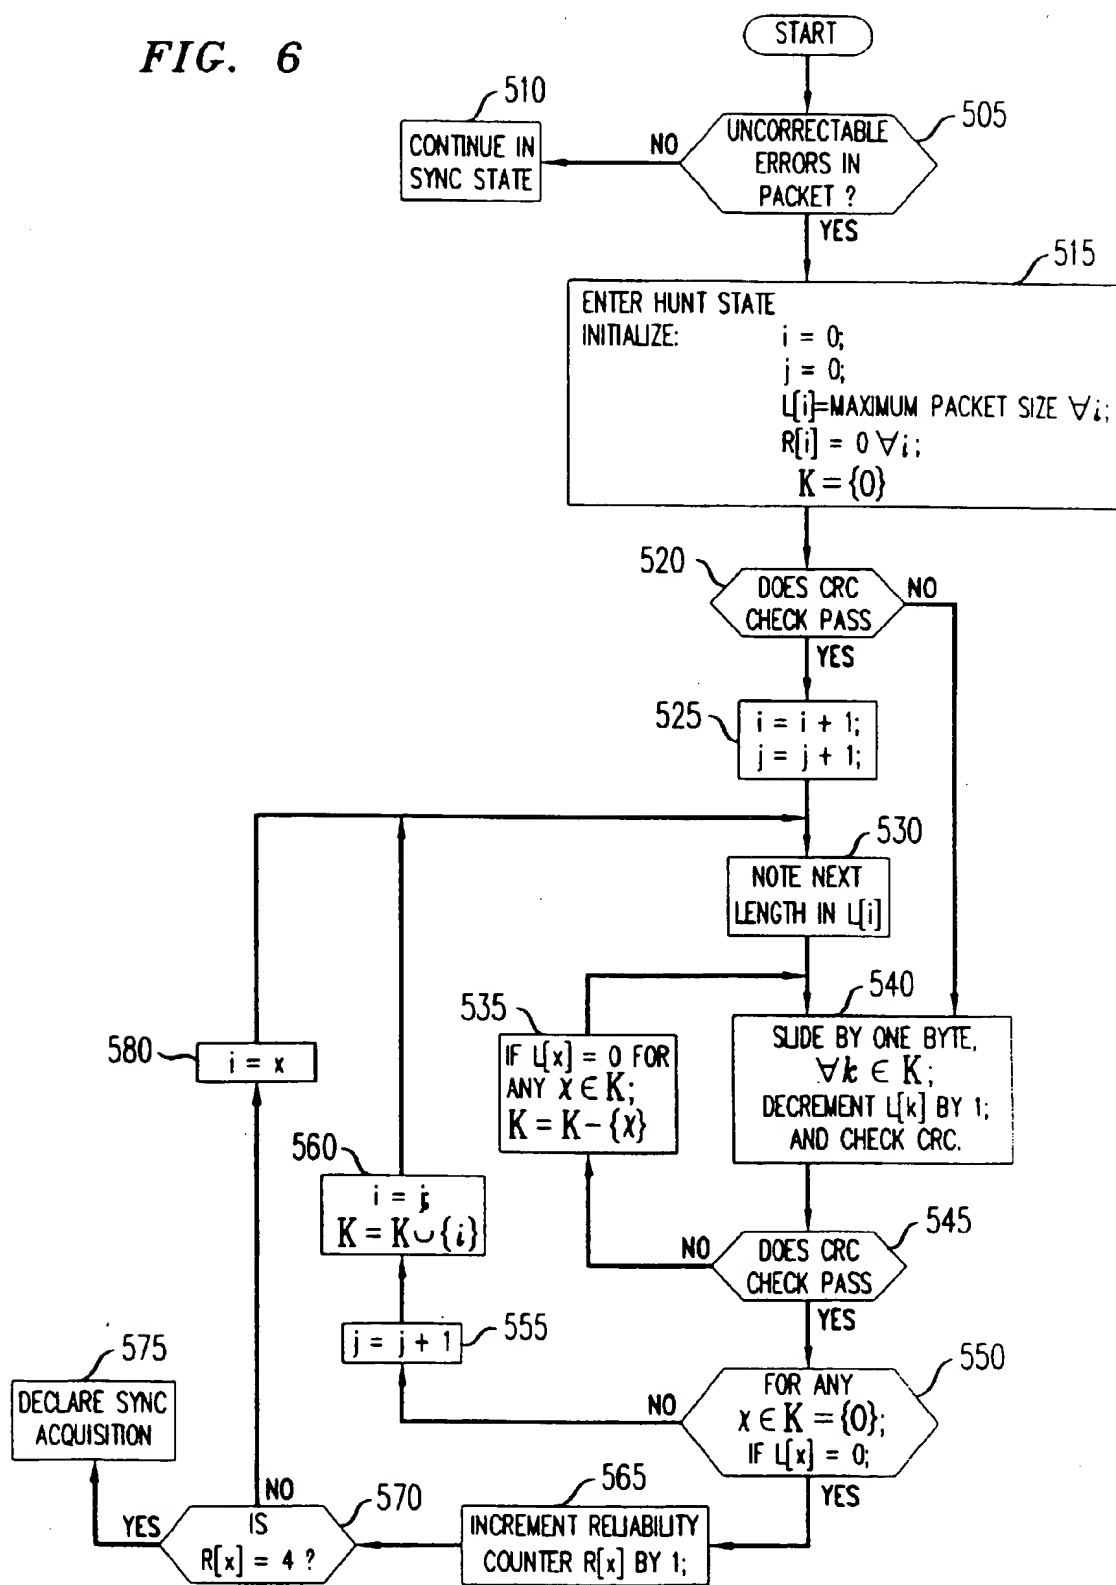 FIG. 6
START
510
505
CONTINUE IN
SYNC STATE
NO
UNCORRECTABLE
ERRORS IN
PACKET ?
YES
515
ENTER HUNT STATE
INITIALIZE:
i = 0;
j = 0;
L[i]=MAXIMUM PACKET SIZE ∀i;
R[i] = 0 ∀i;
K = {0}
520
DOES CRC
CHECK PASS
NO
YES
525
i = i + 1;
j = j + 1;
530
NOTE NEXT
LENGTH IN L[i]
535
IF L[x] = 0 FOR
ANY χ ∈ K;
K = K – {χ}
540
SLIDE BY ONE BYTE,
∀k ∈ K;
DECREMENT L[k] BY 1;
AND CHECK CRC.
580
i = x
560
i = j;
K = K ∪ {i}
545
NO
DOES CRC
CHECK PASS
YES
j = j + 1
555
550
NO
FOR ANY
χ ∈ K = {0};
IF L[x] = 0;
YES
575
DECLARE SYNC
ACQUISITION
NO
570
YES
IS
R[x] = 4 ?
565
INCREMENT RELIABILITY
COUNTER R[x] BY 1;